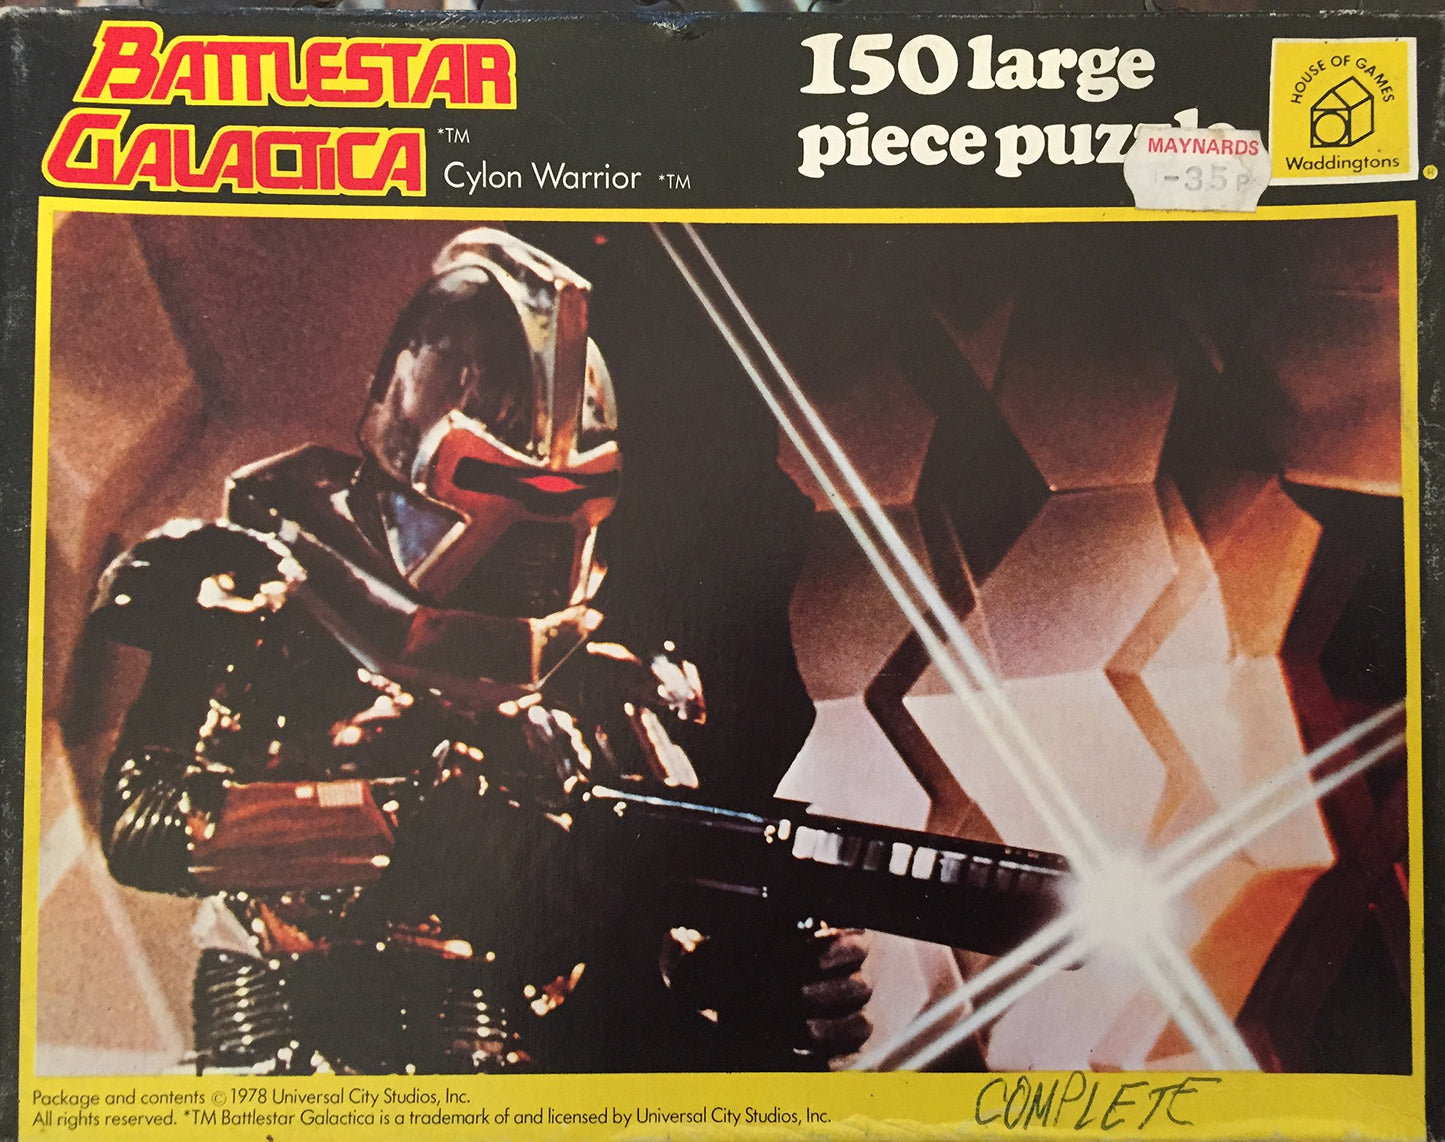 BATTLESTAR
GALACTICA *TM
Cylon Warrior *TM
150 large
piece puzzle
MAYNARDS
-35P
HOUSE OF GAMES
Waddingtons
®
Package and contents © 1978 Universal City Studios, Inc.
All rights reserved. *TM Battlestar Galactica is a trademark of and licensed by Universal City Studios, Inc.
COMPLETE